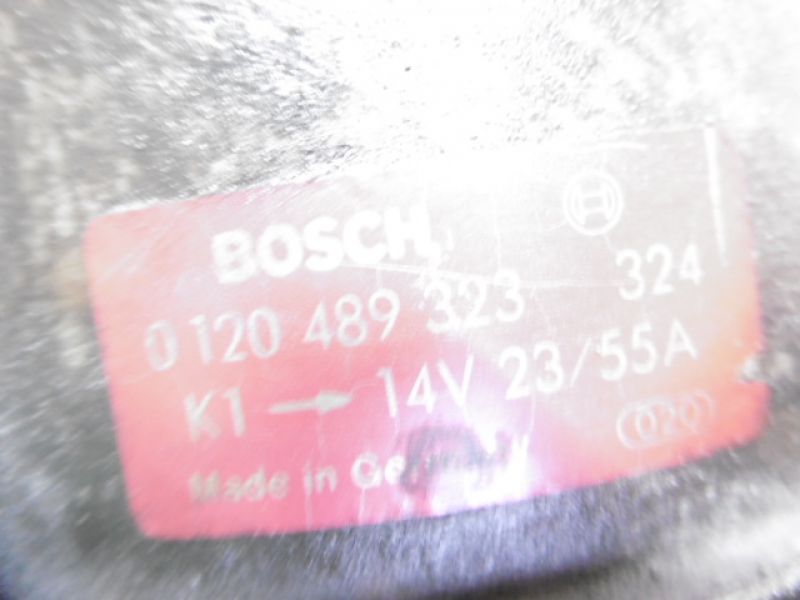 BOSCH
0 120 489 323 324
K1 → 14V 23/55A
Made in Germany